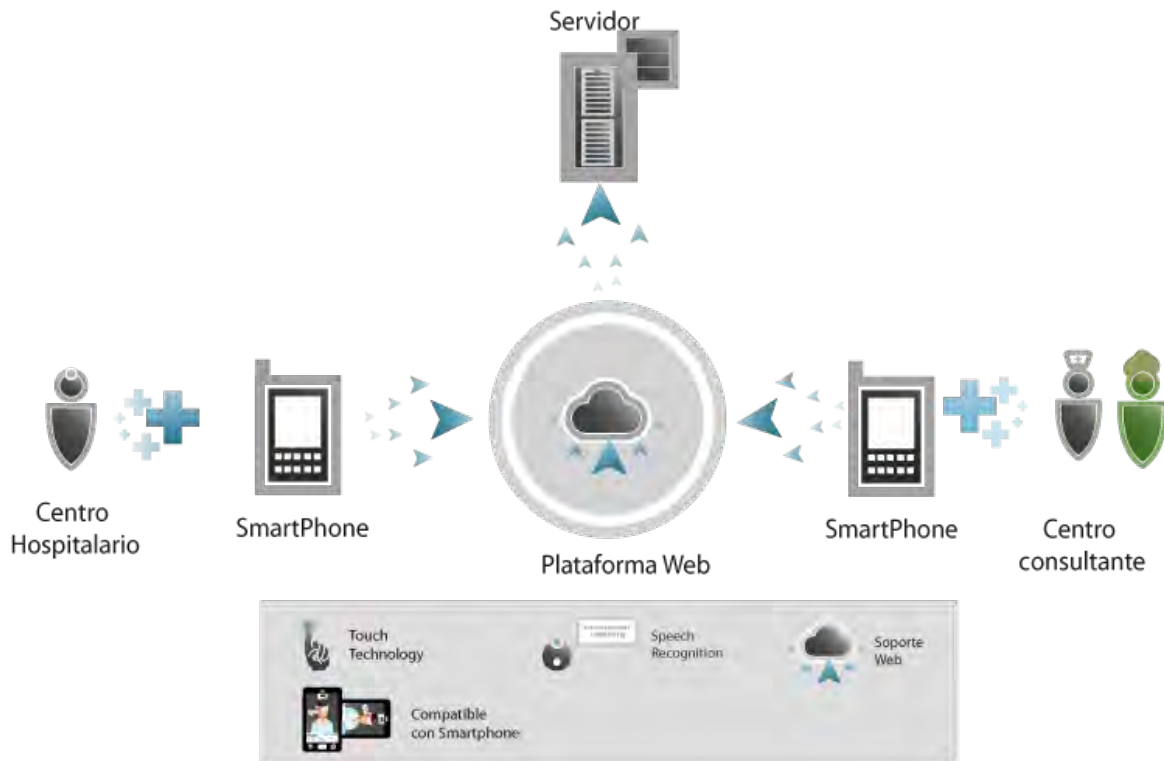 Servidor
Centro
Hospitalario
SmartPhone
Plataforma Web
SmartPhone
Centro
consultante
Touch
Technology
Speech
Recognition
Soporte
Web
Compatible
con Smartphone